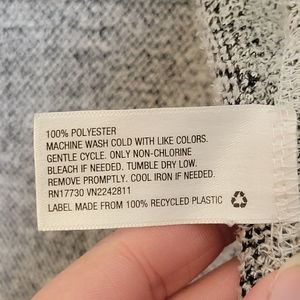 100% POLYESTER
MACHINE WASH COLD WITH LIKE COLORS.
GENTLE CYCLE. ONLY NON-CHLORINE
BLEACH IF NEEDED. TUMBLE DRY LOW.
REMOVE PROMPTLY. COOL IRON IF NEEDED.
RN17730 VN2242811
LABEL MADE FROM 100% RECYCLED PLASTIC